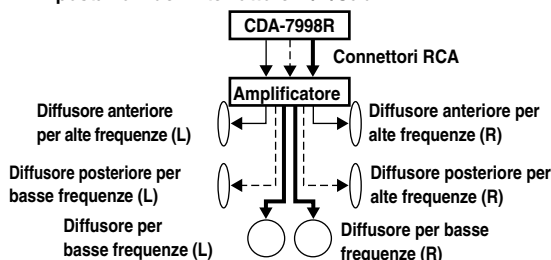 CDA-7998R
Connettori RCA
Amplificatore
Diffusore anteriore
per alte frequenze (L)
Diffusore anteriore per
alte frequenze (R)
Diffusore posteriore per
basse frequenze (L)
Diffusore posteriore per
alte frequenze (R)
Diffusore per
basse frequenze (L)
Diffusore per basse
frequenze (R)